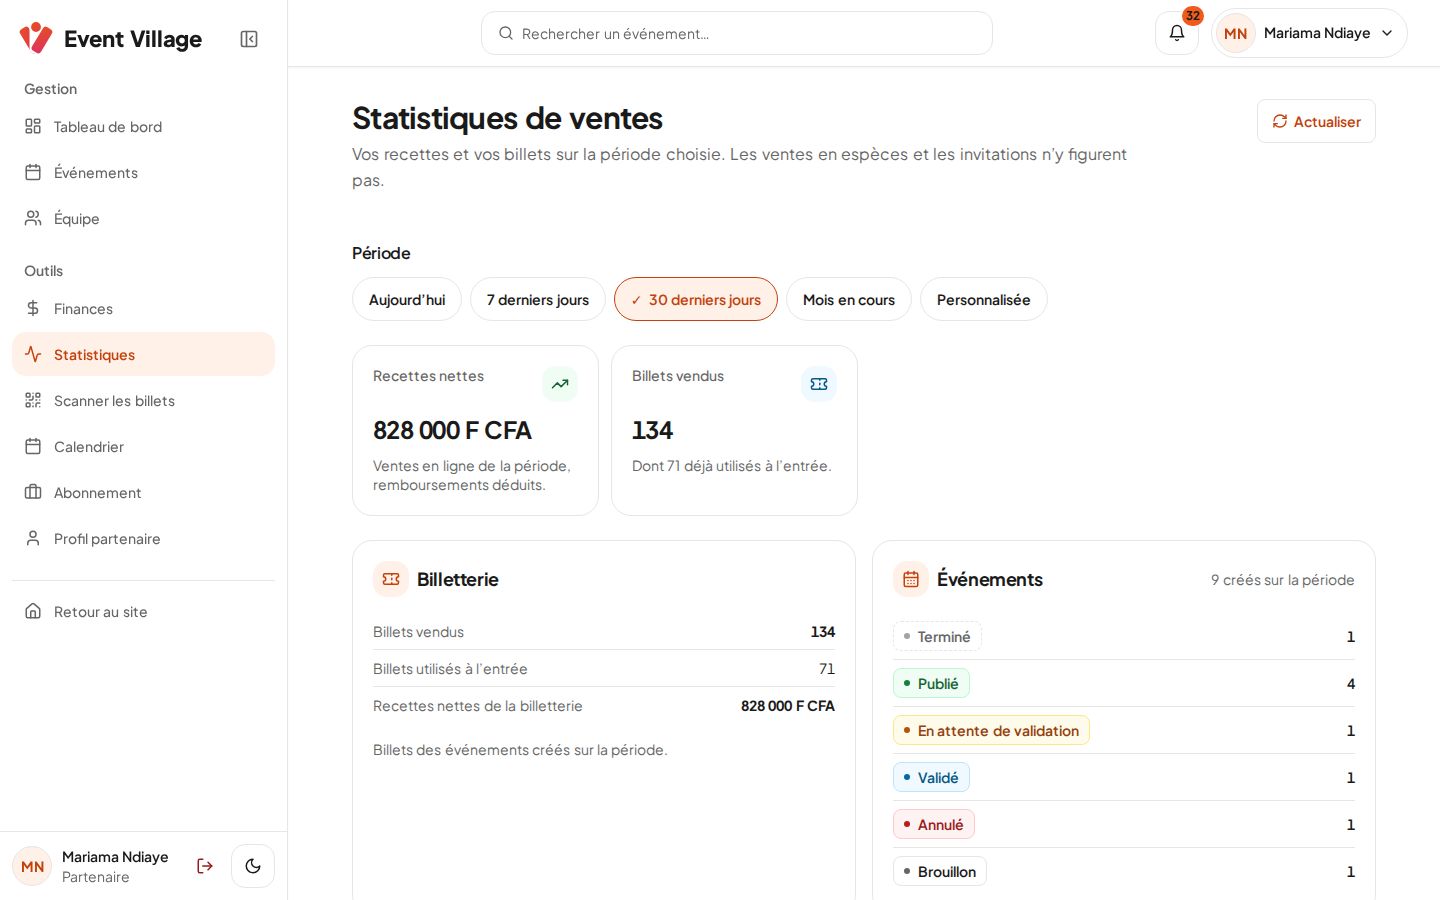 Event Village
Gestion
Tableau de bord
Événements
Équipe
Outils
Finances
Statistiques
Scanner les billets
Calendrier
Abonnement
Profil partenaire
Retour au site
MN
Mariama Ndiaye
Partenaire
Rechercher un événement…
32
MN
Mariama Ndiaye
Statistiques de ventes
Actualiser
Vos recettes et vos billets sur la période choisie. Les ventes en espèces et les invitations n’y figurent
pas.
Période
Aujourd’hui
7 derniers jours
✓ 30 derniers jours
Mois en cours
Personnalisée
Recettes nettes
828 000 F CFA
Ventes en ligne de la période,
remboursements déduits.
Billets vendus
134
Dont 71 déjà utilisés à l’entrée.
Billetterie
Billets vendus 134
Billets utilisés à l’entrée 71
Recettes nettes de la billetterie 828 000 F CFA
Billets des événements créés sur la période.
Événements
9 créés sur la période
Terminé 1
Publié 4
En attente de validation 1
Validé 1
Annulé 1
Brouillon 1